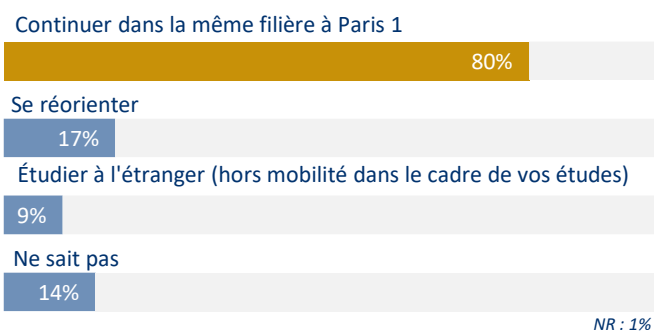 Continuer dans la même filière à Paris 1
80%
Se réorienter
17%
Étudier à l'étranger (hors mobilité dans le cadre de vos études)
9%
Ne sait pas
14%
NR : 1%